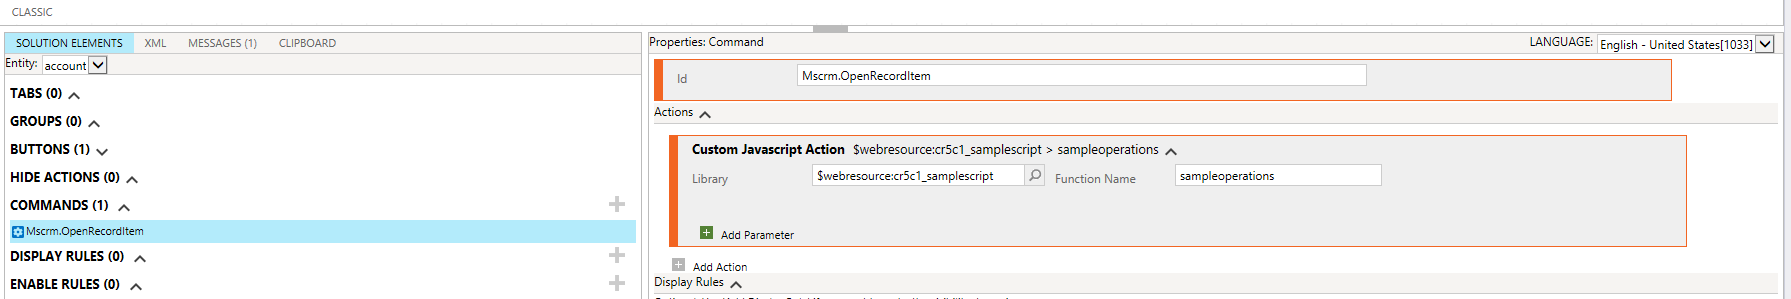 CLASSIC
SOLUTION ELEMENTS XML MESSAGES (1) CLIPBOARD
Entity: account
TABS (0)
GROUPS (0)
BUTTONS (1)
HIDE ACTIONS (0)
COMMANDS (1)
Mscrm.OpenRecordItem
DISPLAY RULES (0)
ENABLE RULES (0)
Properties: Command LANGUAGE: English - United States[1033]
Id Mscrm.OpenRecordItem
Actions
Custom Javascript Action $webresource:cr5c1_samplescript > sampleoperations
Library $webresource:cr5c1_samplescript Function Name sampleoperations
Add Parameter
Add Action
Display Rules